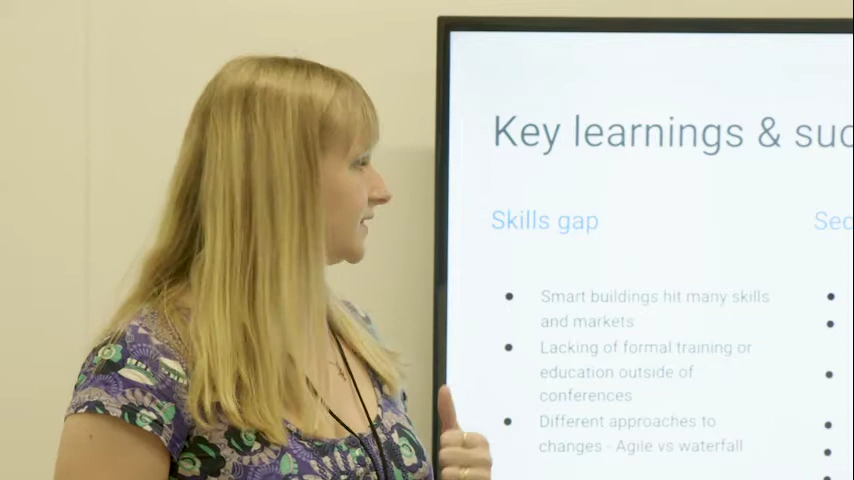 Key learnings & suc
Skills gap
Sec
Smart buildings hit many skills
and markets
Lacking of formal training or
education outside of
conferences
Different approaches to
changes - Agile vs waterfall